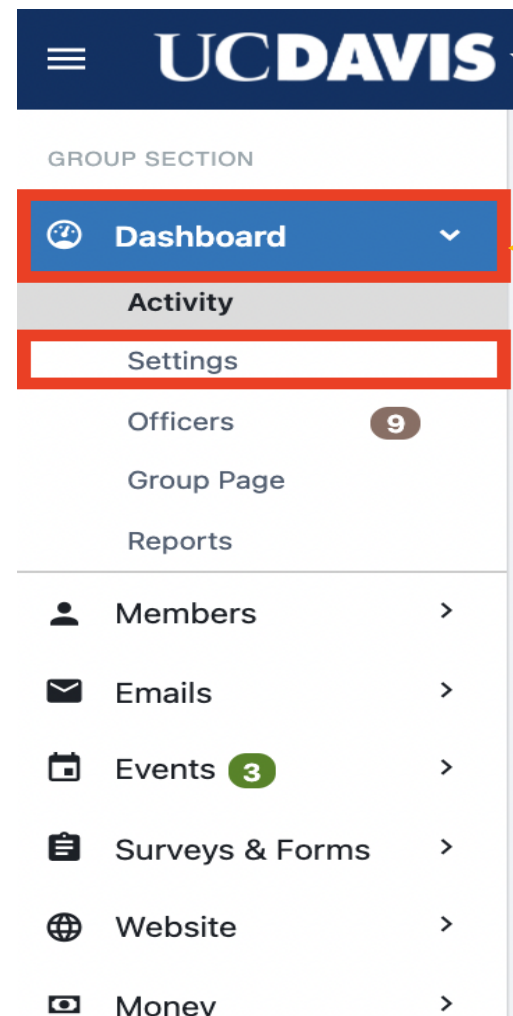 UCDAVIS
GROUP SECTION
Dashboard
Activity
Settings
Officers 9
Group Page
Reports
Members
Emails
Events 3
Surveys & Forms
Website
Money